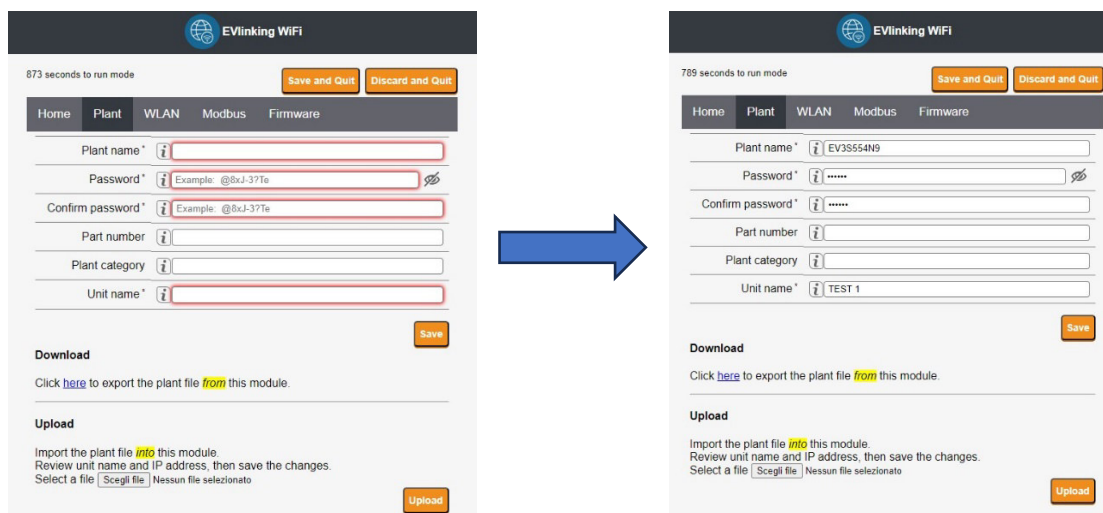 EVlinking WiFi
873 seconds to run mode
Save and Quit
Discard and Quit
Home Plant WLAN Modbus Firmware
Plant name *
Password * Example: @8xJ-3?Te
Confirm password * Example: @8xJ-3?Te
Part number
Plant category
Unit name *
Save
Download
Click here to export the plant file from this module.
Upload
Import the plant file into this module.
Review unit name and IP address, then save the changes.
Select a file Scegli file Nessun file selezionato
Upload
EVlinking WiFi
789 seconds to run mode
Save and Quit
Discard and Quit
Home Plant WLAN Modbus Firmware
Plant name * EV3S554N9
Password * ••••••
Confirm password * ••••••
Part number
Plant category
Unit name * TEST 1
Save
Download
Click here to export the plant file from this module.
Upload
Import the plant file into this module.
Review unit name and IP address, then save the changes.
Select a file Scegli file Nessun file selezionato
Upload